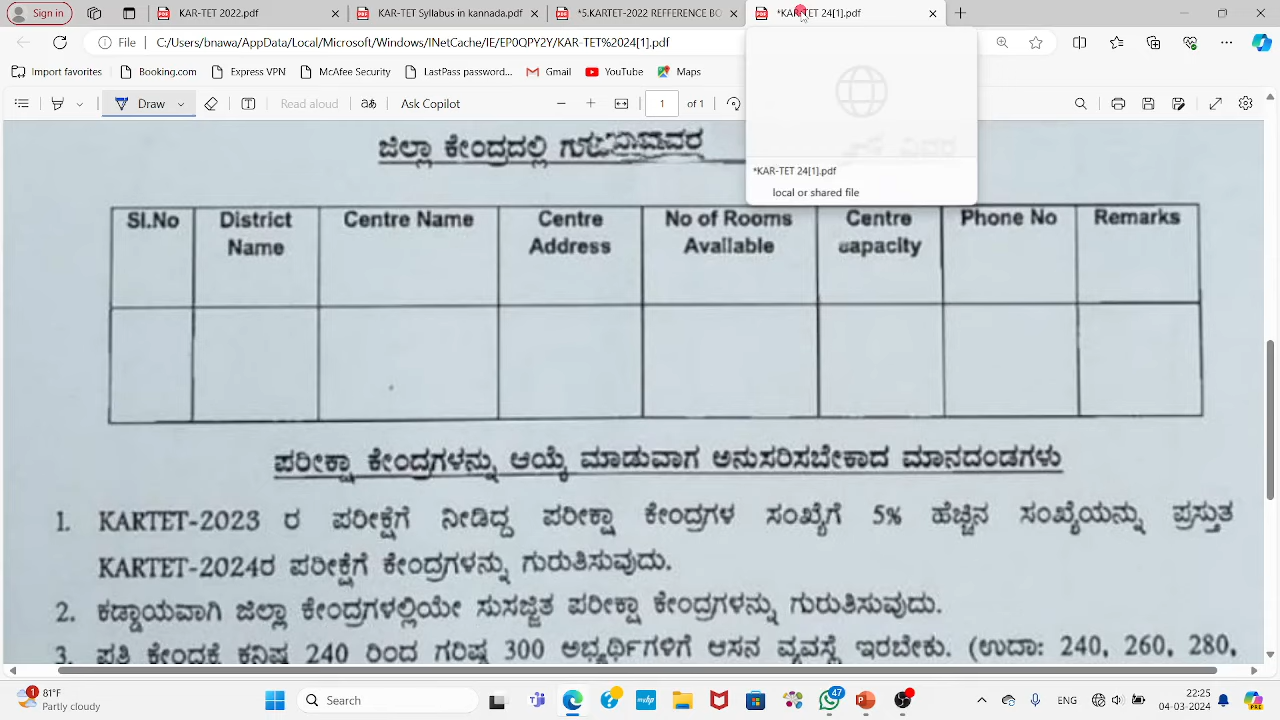 Sign in
KAR-TET 2022.pdf
KAR-TET Syllabus in Kannada.pdf
*5.KARTET-2022 REFFERENCE BO
*KAR-TET 24[1].pdf
File
C:/Users/bnawa/AppData/Local/Microsoft/Windows/INetCache/IE/EP0QPY2Y/KAR-TET%2024[1].pdf
Import favorites
Booking.com
Express VPN
McAfee Security
LastPass password...
Gmail
YouTube
Maps
Draw
Read aloud
Ask Copilot
1
of 1
*KAR-TET 24[1].pdf
local or shared file
ಜಿಲ್ಲಾ ಕೇಂದ್ರದಲ್ಲಿ
Sl.No
District Name
Centre Name
Centre Address
No of Rooms Available
Centre capacity
Phone No
Remarks
ಪರೀಕ್ಷಾ ಕೇಂದ್ರಗಳನ್ನು ಆಯ್ಕೆ ಮಾಡುವಾಗ ಅನುಸರಿಸಬೇಕಾದ ಮಾನದಂಡಗಳು
1. KARTET-2023 ರ ಪರೀಕ್ಷೆಗೆ ನೀಡಿದ್ದ ಪರೀಕ್ಷಾ ಕೇಂದ್ರಗಳ ಸಂಖ್ಯೆಗೆ 5% ಹೆಚ್ಚಿನ ಸಂಖ್ಯೆಯನ್ನು ಪ್ರಸ್ತುತ
KARTET-2024ರ ಪರೀಕ್ಷೆಗೆ ಕೇಂದ್ರಗಳನ್ನು ಗುರುತಿಸುವುದು.
2. ಕಡ್ಡಾಯವಾಗಿ ಜಿಲ್ಲಾ ಕೇಂದ್ರಗಳಲ್ಲಿಯೇ ಸುಸಜ್ಜಿತ ಪರೀಕ್ಷಾ ಕೇಂದ್ರಗಳನ್ನು ಗುರುತಿಸುವುದು.
3. ಪ್ರತಿ ಕೇಂದ್ರಕ್ಕೆ ಕನಿಷ್ಠ 240 ರಿಂದ ಗರಿಷ್ಠ 300 ಅಭ್ಯರ್ಥಿಗಳಿಗೆ ಆಸನ ವ್ಯವಸ್ಥೆ ಇರಬೇಕು. (ಉದಾ: 240, 260, 280,
1
81°F
Partly cloudy
Search
mhp
47
ENG
3:13 PM
04-03-2025